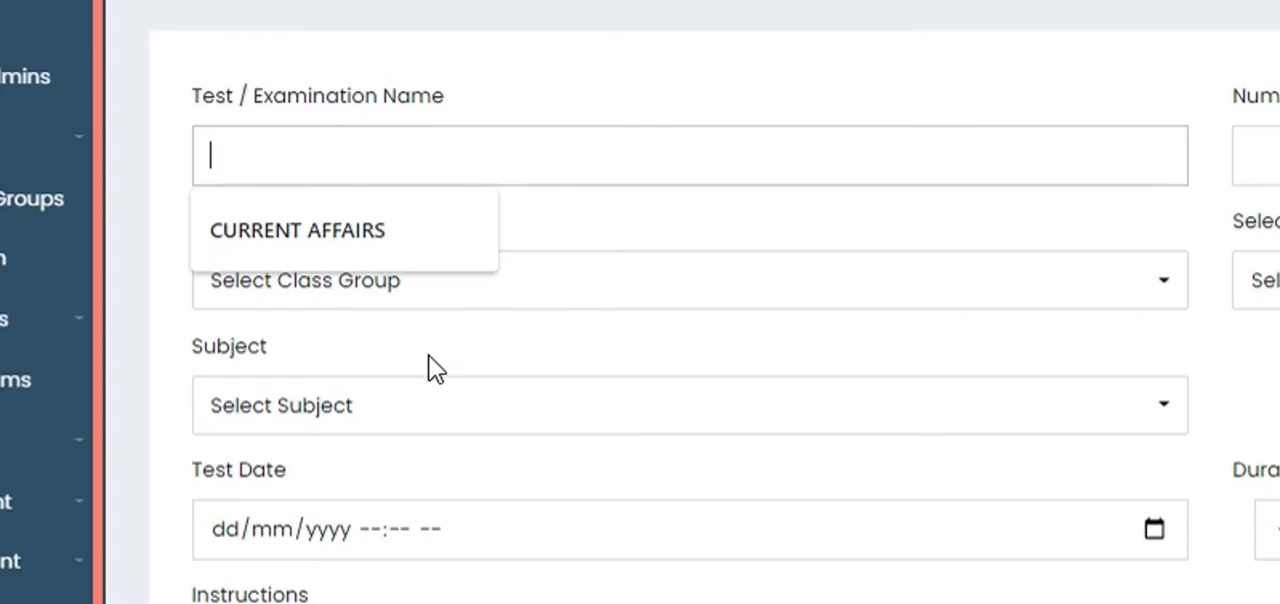 dmins
Groups
n
s
ms
nt
nt
Test / Examination Name
CURRENT AFFAIRS
Select Class Group
Subject
Select Subject
Test Date
dd/mm/yyyy --:-- --
Instructions
Num
Selec
Sel
Dura